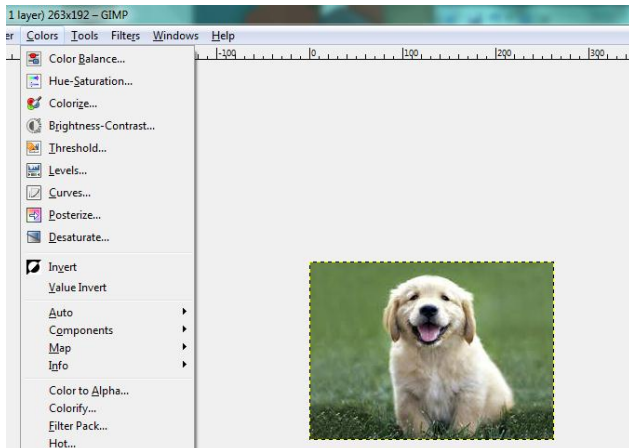 1 layer) 263x192 – GIMP
er Colors Tools Filters Windows Help
-100 0 100 200 300
Color Balance...
Hue-Saturation...
Colorize...
Brightness-Contrast...
Threshold...
Levels...
Curves...
Posterize...
Desaturate...
Invert
Value Invert
Auto
Components
Map
Info
Color to Alpha...
Colorify...
Filter Pack...
Hot...